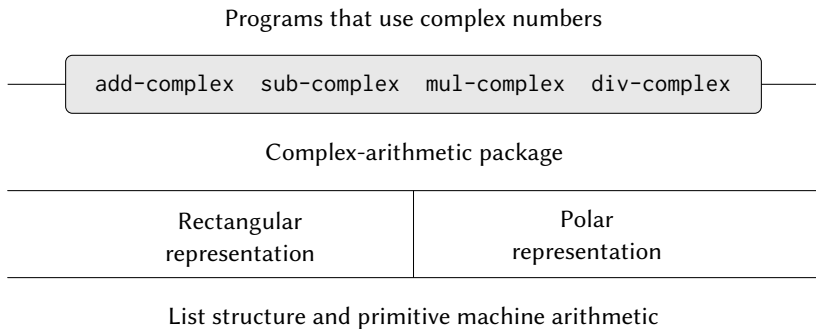 Programs that use complex numbers
add-complex sub-complex mul-complex div-complex
Complex-arithmetic package
Rectangular
representation
Polar
representation
List structure and primitive machine arithmetic